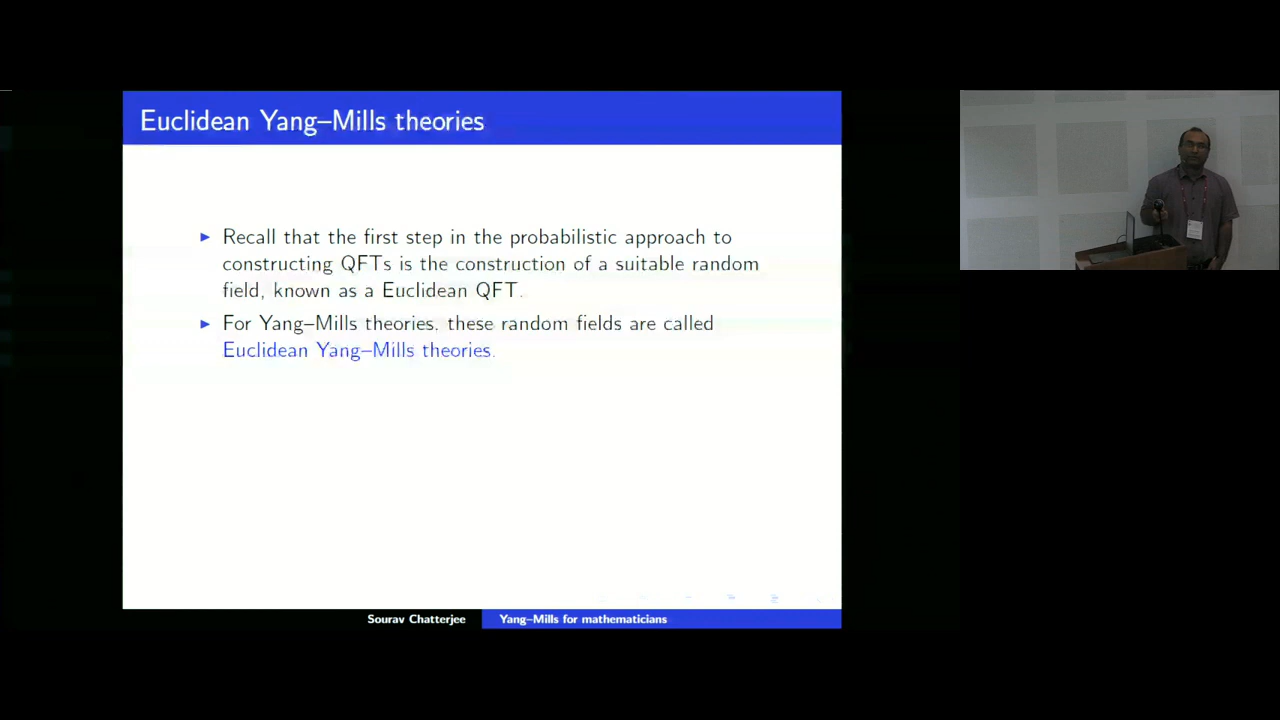 Euclidean Yang–Mills theories
▶ Recall that the first step in the probabilistic approach to
constructing QFTs is the construction of a suitable random
field, known as a Euclidean QFT.
▶ For Yang–Mills theories, these random fields are called
Euclidean Yang–Mills theories.
Sourav Chatterjee
Yang–Mills for mathematicians